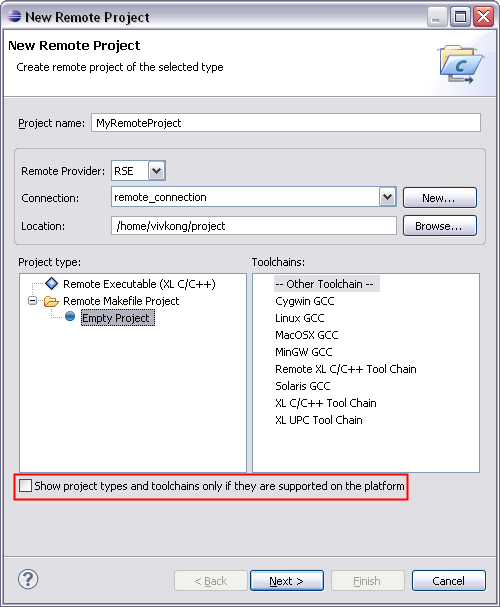 New Remote Project
New Remote Project
Create remote project of the selected type
C
Project name: MyRemoteProject
Remote Provider: RSE
Connection: remote_connection New...
Location: /home/vivkong/project Browse...
Project type: Toolchains:
Remote Executable (XL C/C++)
Remote Makefile Project
Empty Project
-- Other Toolchain --
Cygwin GCC
Linux GCC
MacOSX GCC
MinGW GCC
Remote XL C/C++ Tool Chain
Solaris GCC
XL C/C++ Tool Chain
XL UPC Tool Chain
Show project types and toolchains only if they are supported on the platform
? < Back Next > Finish Cancel